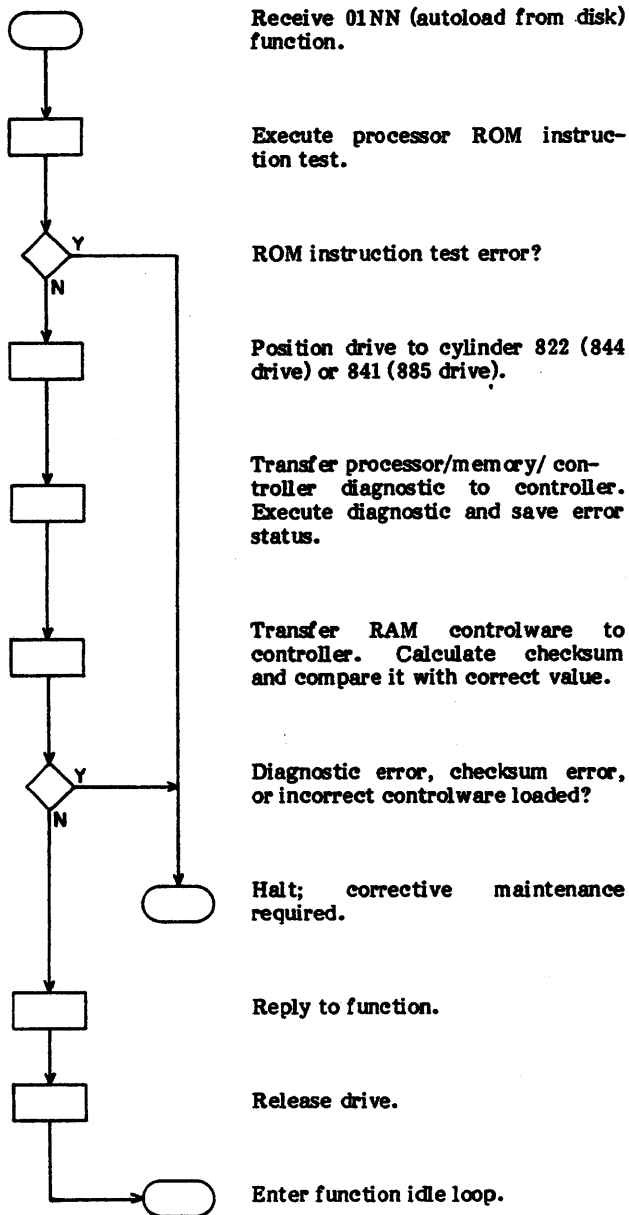 Receive 01NN (autoload from disk)
function.
Execute processor ROM instruc-
tion test.
Y
ROM instruction test error?
N
Position drive to cylinder 822 (844
drive) or 841 (885 drive).
Transfer processor/memory/ con-
troller diagnostic to controller.
Execute diagnostic and save error
status.
Transfer RAM controlware to
controller. Calculate checksum
and compare it with correct value.
Y
Diagnostic error, checksum error,
or incorrect controlware loaded?
N
Halt; corrective maintenance
required.
Reply to function.
Release drive.
Enter function idle loop.